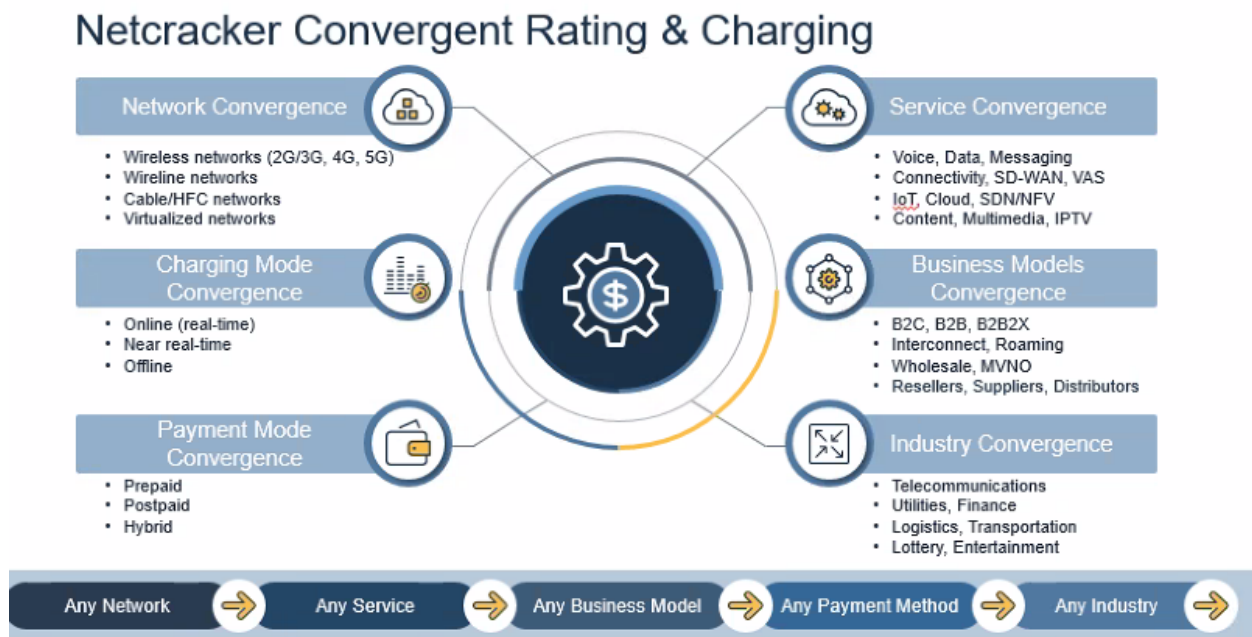 Netcracker Convergent Rating & Charging
Network Convergence
• Wireless networks (2G/3G, 4G, 5G)
• Wireline networks
• Cable/HFC networks
• Virtualized networks
Charging Mode
Convergence
• Online (real-time)
• Near real-time
• Offline
Payment Mode
Convergence
• Prepaid
• Postpaid
• Hybrid
$
Service Convergence
• Voice, Data, Messaging
• Connectivity, SD-WAN, VAS
• IoT, Cloud, SDN/NFV
• Content, Multimedia, IPTV
Business Models
Convergence
• B2C, B2B, B2B2X
• Interconnect, Roaming
• Wholesale, MVNO
• Resellers, Suppliers, Distributors
Industry Convergence
• Telecommunications
• Utilities, Finance
• Logistics, Transportation
• Lottery, Entertainment
Any Network
Any Service
Any Business Model
Any Payment Method
Any Industry